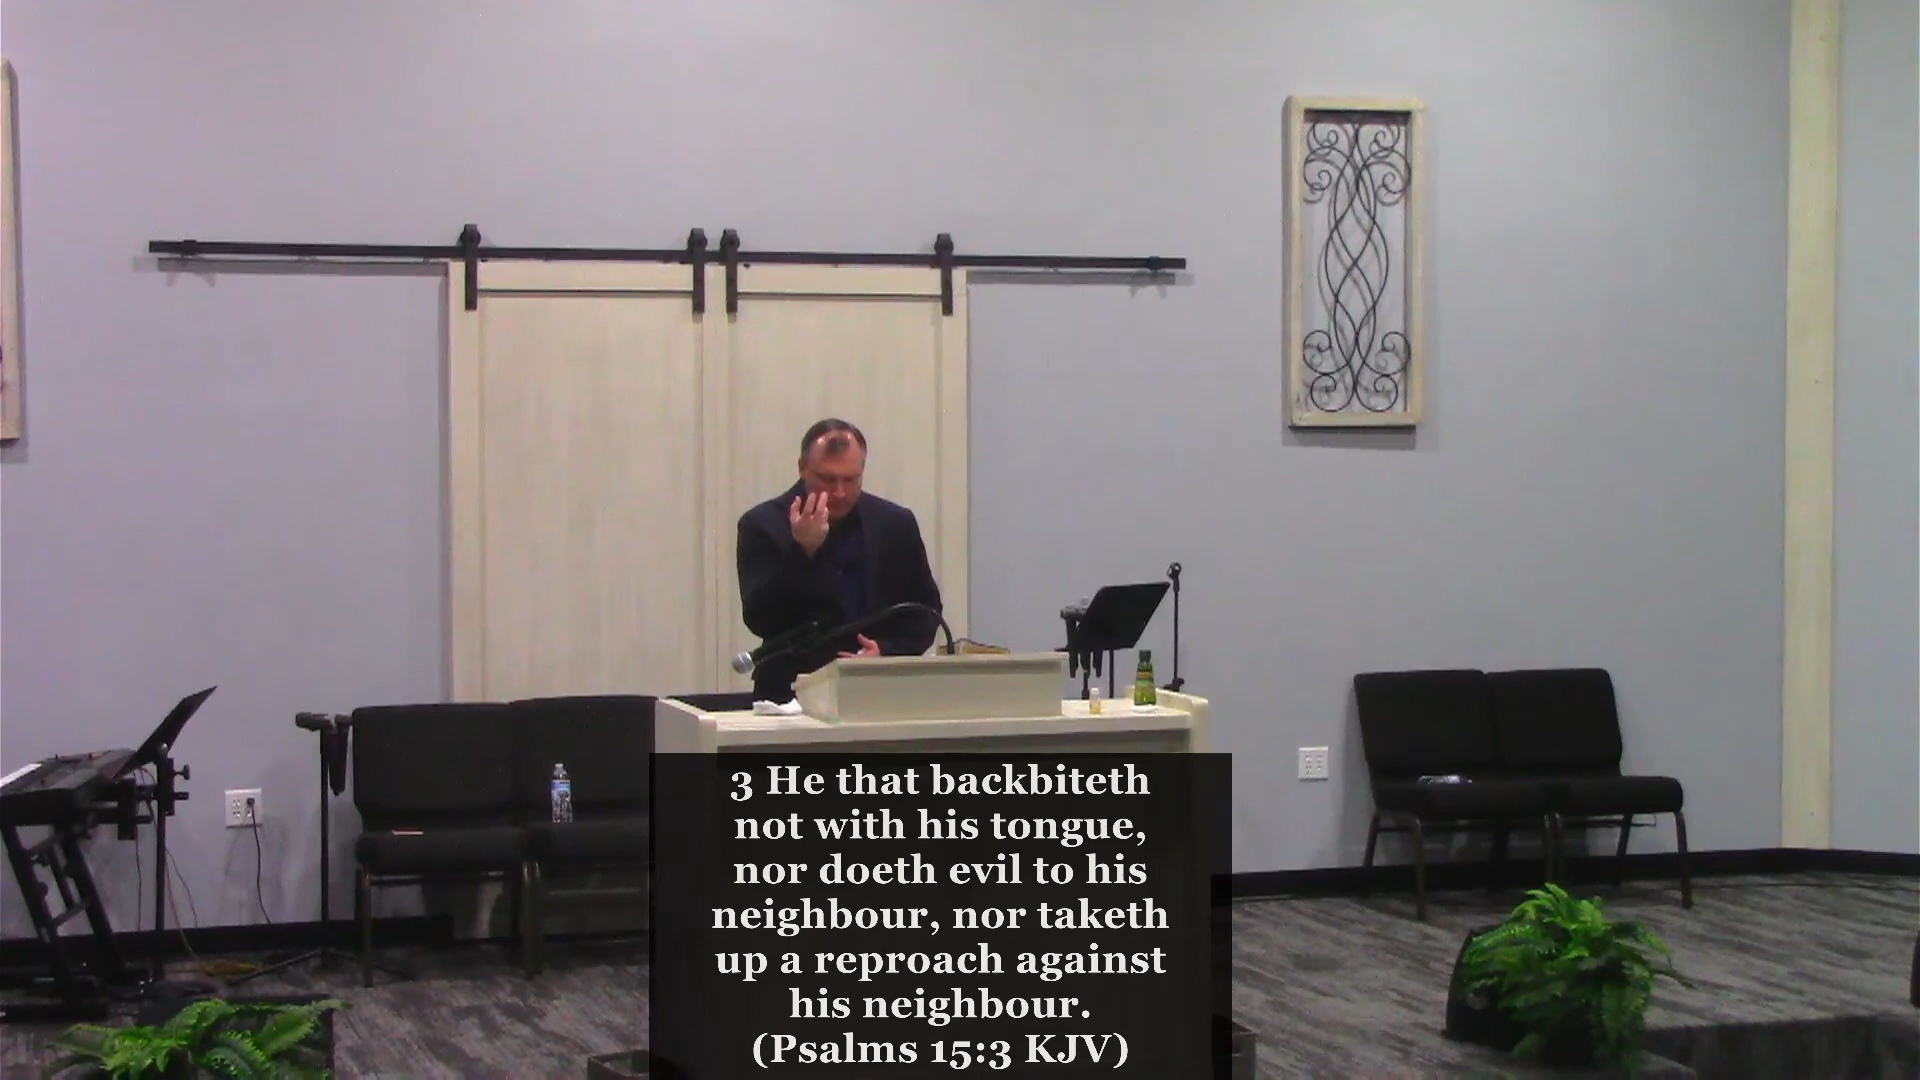 3 He that backbiteth
not with his tongue,
nor doeth evil to his
neighbour, nor taketh
up a reproach against
his neighbour.
(Psalms 15:3 KJV)